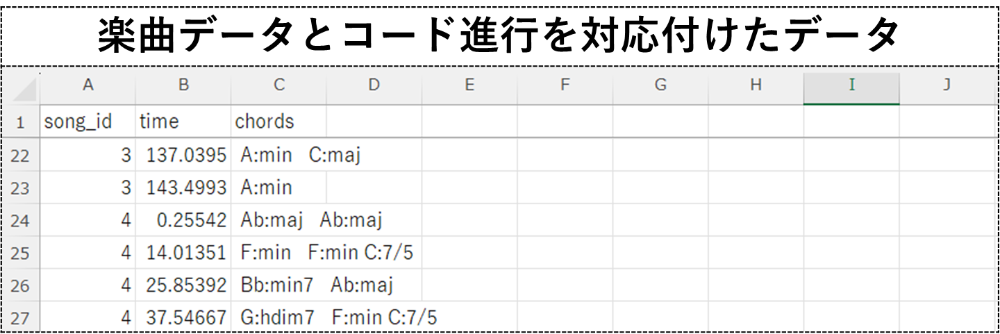 楽曲データとコード進行を対応付けたデータ
A B C D E F G H I J
1 song_id time chords
22 3 137.0395 A:min C:maj
23 3 143.4993 A:min
24 4 0.25542 Ab:maj Ab:maj
25 4 14.01351 F:min F:min C:7/5
26 4 25.85392 Bb:min7 Ab:maj
27 4 37.54667 G:hdim7 F:min C:7/5